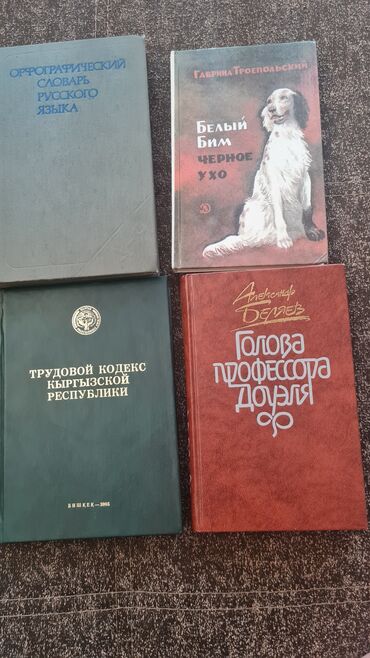 ОРФОГРАФИЧЕСКИЙ
СЛОВАРЬ
РУССКОГО
ЯЗЫКА
ГАВРИИЛ ТРОЕПОЛЬСКИЙ
БЕЛЫЙ
БИМ
ЧЕРНОЕ
УХО
ТРУДОВОЙ КОДЕКС
КЫРГЫЗСКОЙ
РЕСПУБЛИКИ
БИШКЕК—
Александр
БЕЛЯЕВ
ГОЛОВА
ПРОФЕССОРА
ДОУЭЛЯ